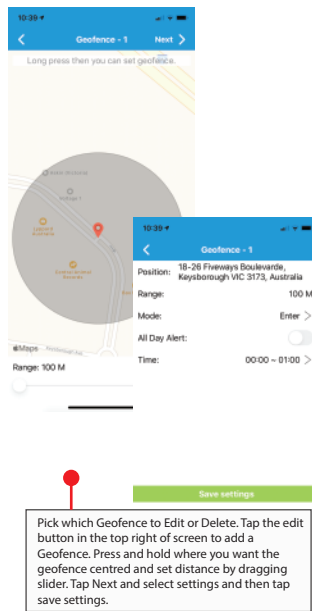 10:39
Geofence - 1
Next
Long press then you can set geofence.
Maps
Range: 100 M
10:39
Geofence - 1
Position:
18-26 Fiveways Boulevarde,
Keysborough VIC 3173, Australia
Range:
100 M
Mode:
Enter
All Day Alert:
Time:
00:00 ~ 01:00
Save settings
Pick which Geofence to Edit or Delete. Tap the edit
button in the top right of screen to add a
Geofence. Press and hold where you want the
geofence centred and set distance by dragging
slider. Tap Next and select settings and then tap
save settings.